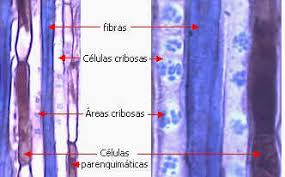 fibras
Células cribosas
Áreas cribosas
Células
parenquimáticas